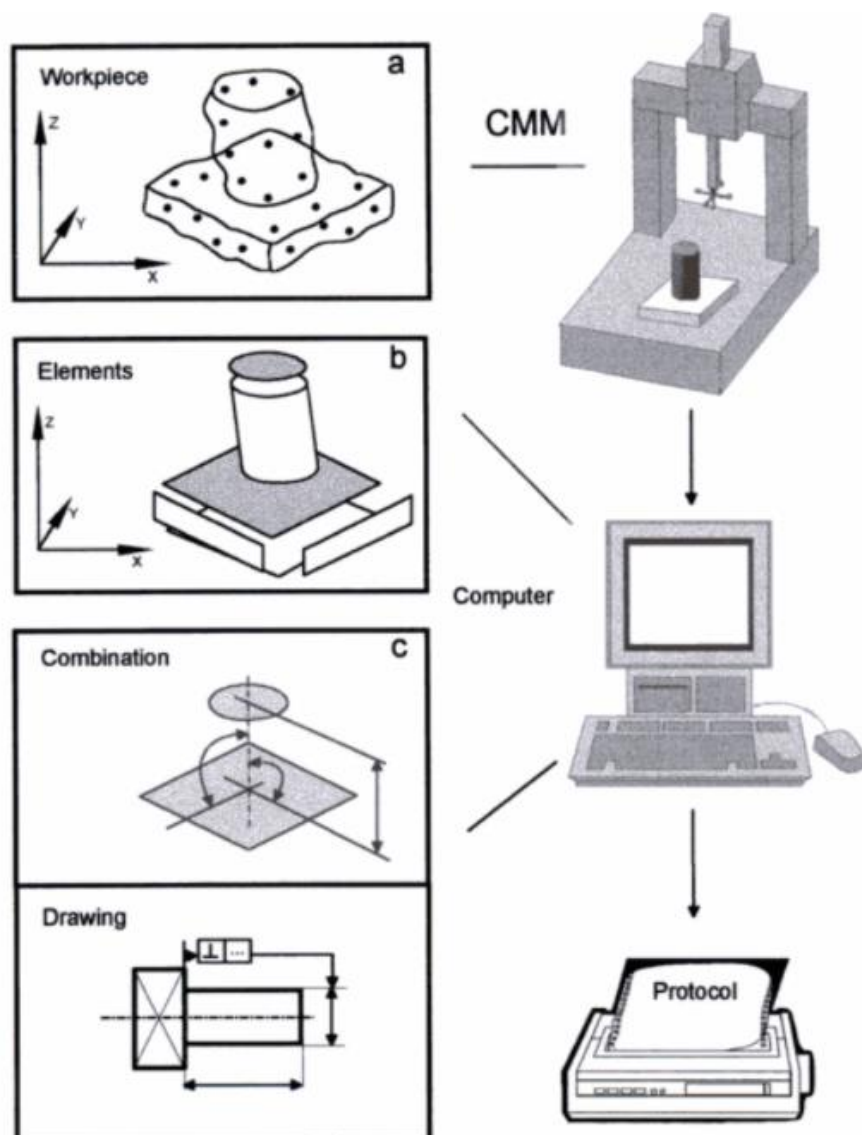 Workpiece
a
Z
Y
X
CMM
Elements
b
Z
Y
X
Computer
Combination
c
Drawing
⊥ ...
Protocol